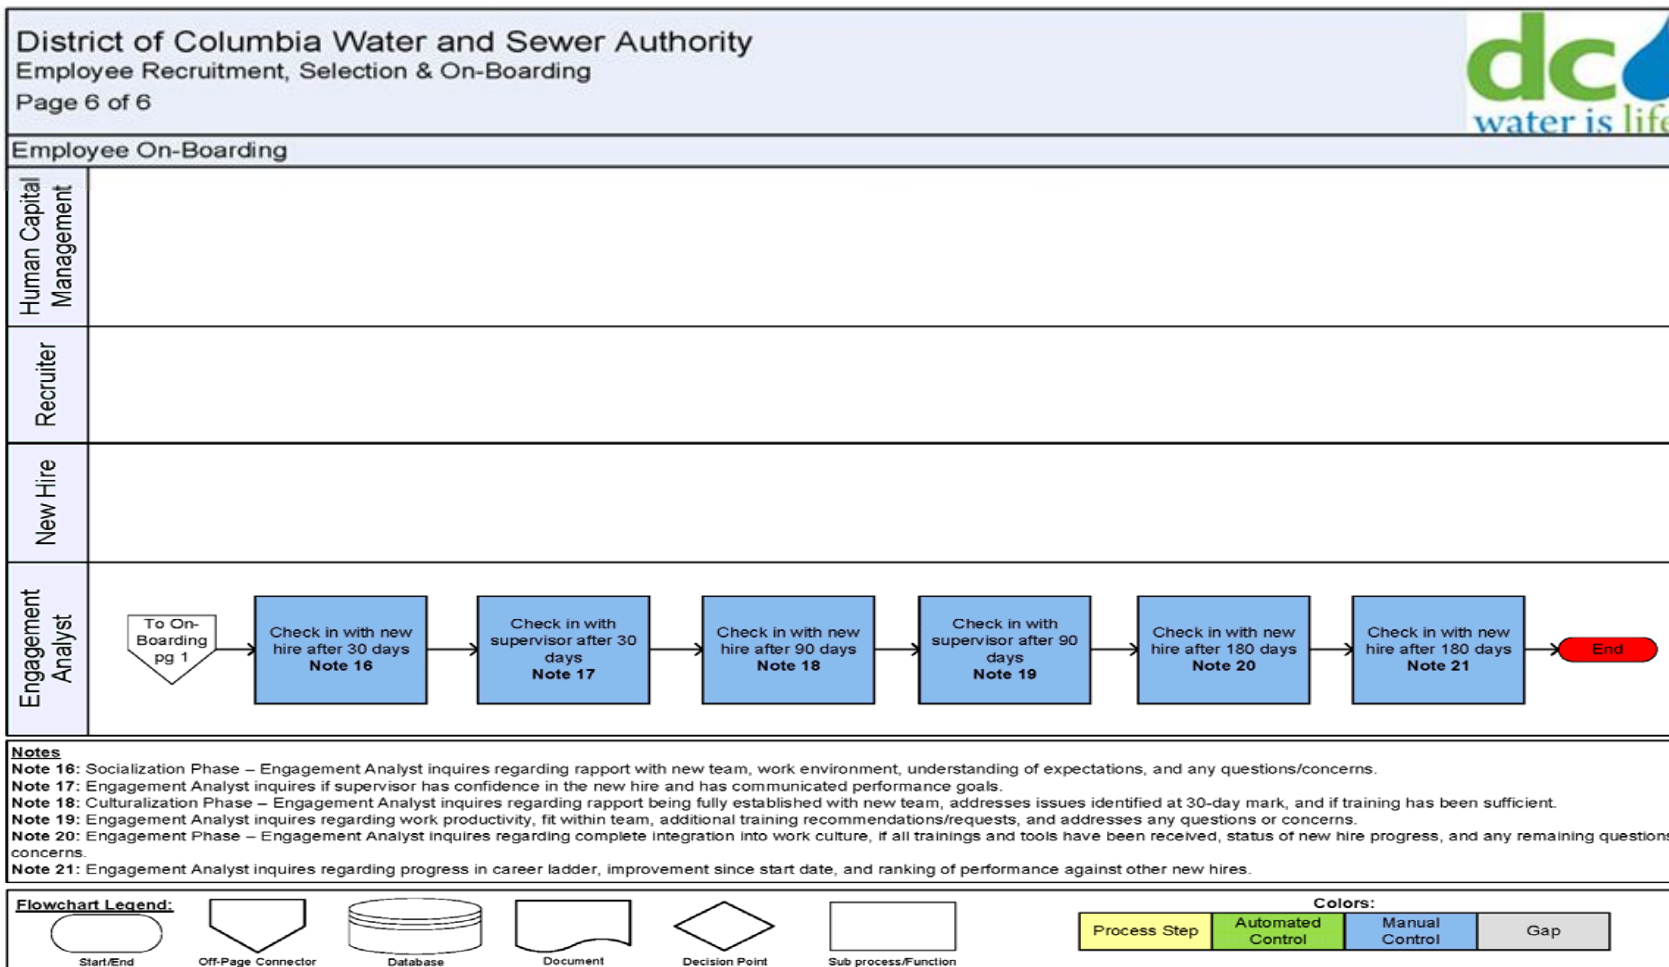 District of Columbia Water and Sewer Authority
Employee Recruitment, Selection & On-Boarding
Page 6 of 6
dc
water is life
Employee On-Boarding
Human Capital
Management
Recruiter
New Hire
Engagement
Analyst
To On-
Boarding
pg 1
Check in with new
hire after 30 days
Note 16
Check in with
supervisor after 30
days
Note 17
Check in with new
hire after 90 days
Note 18
Check in with
supervisor after 90
days
Note 19
Check in with new
hire after 180 days
Note 20
Check in with new
hire after 180 days
Note 21
End
Notes
Note 16: Socialization Phase – Engagement Analyst inquires regarding rapport with new team, work environment, understanding of expectations, and any questions/concerns.
Note 17: Engagement Analyst inquires if supervisor has confidence in the new hire and has communicated performance goals.
Note 18: Culturalization Phase – Engagement Analyst inquires regarding rapport being fully established with new team, addresses issues identified at 30-day mark, and if training has been sufficient.
Note 19: Engagement Analyst inquires regarding work productivity, fit within team, additional training recommendations/requests, and addresses any questions or concerns.
Note 20: Engagement Phase – Engagement Analyst inquires regarding complete integration into work culture, if all trainings and tools have been received, status of new hire progress, and any remaining questions
concerns.
Note 21: Engagement Analyst inquires regarding progress in career ladder, improvement since start date, and ranking of performance against other new hires.
Flowchart Legend:
Start/End
Off-Page Connector
Database
Document
Decision Point
Sub process/Function
Colors:
Process Step
Automated
Control
Manual
Control
Gap